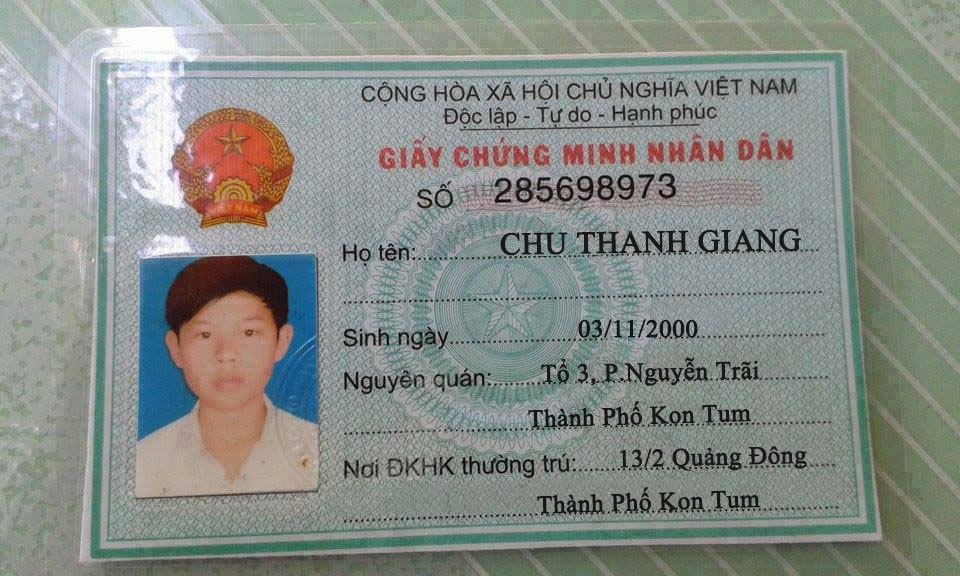 CỘNG HÒA XÃ HỘI CHỦ NGHĨA VIỆT NAM
Độc lập - Tự do - Hạnh phúc
GIẤY CHỨNG MINH NHÂN DÂN
SỐ 285698973
Họ tên: CHU THANH GIANG
Sinh ngày 03/11/2000
Nguyên quán: Tổ 3, P.Nguyễn Trãi
Thành Phố Kon Tum
Nơi ĐKHK thường trú: 13/2 Quảng Đông
Thành Phố Kon Tum
VIỆT NAM